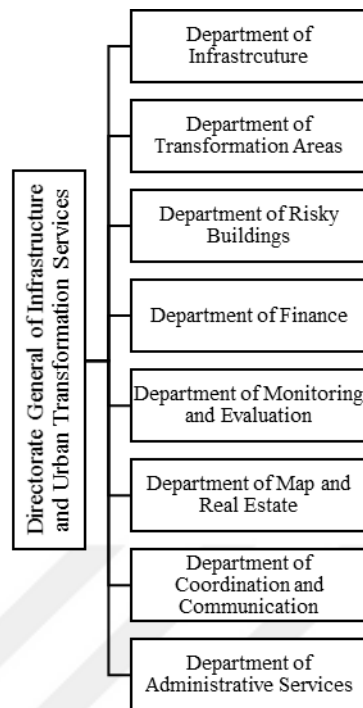 Directorate General of Infrastructure
and Urban Transformation Services
Department of
Infrastrcuture
Department of
Transformation Areas
Department of Risky
Buildings
Department of Finance
Department of Monitoring
and Evaluation
Department of Map and
Real Estate
Department of
Coordination and
Communication
Department of
Administrative Services